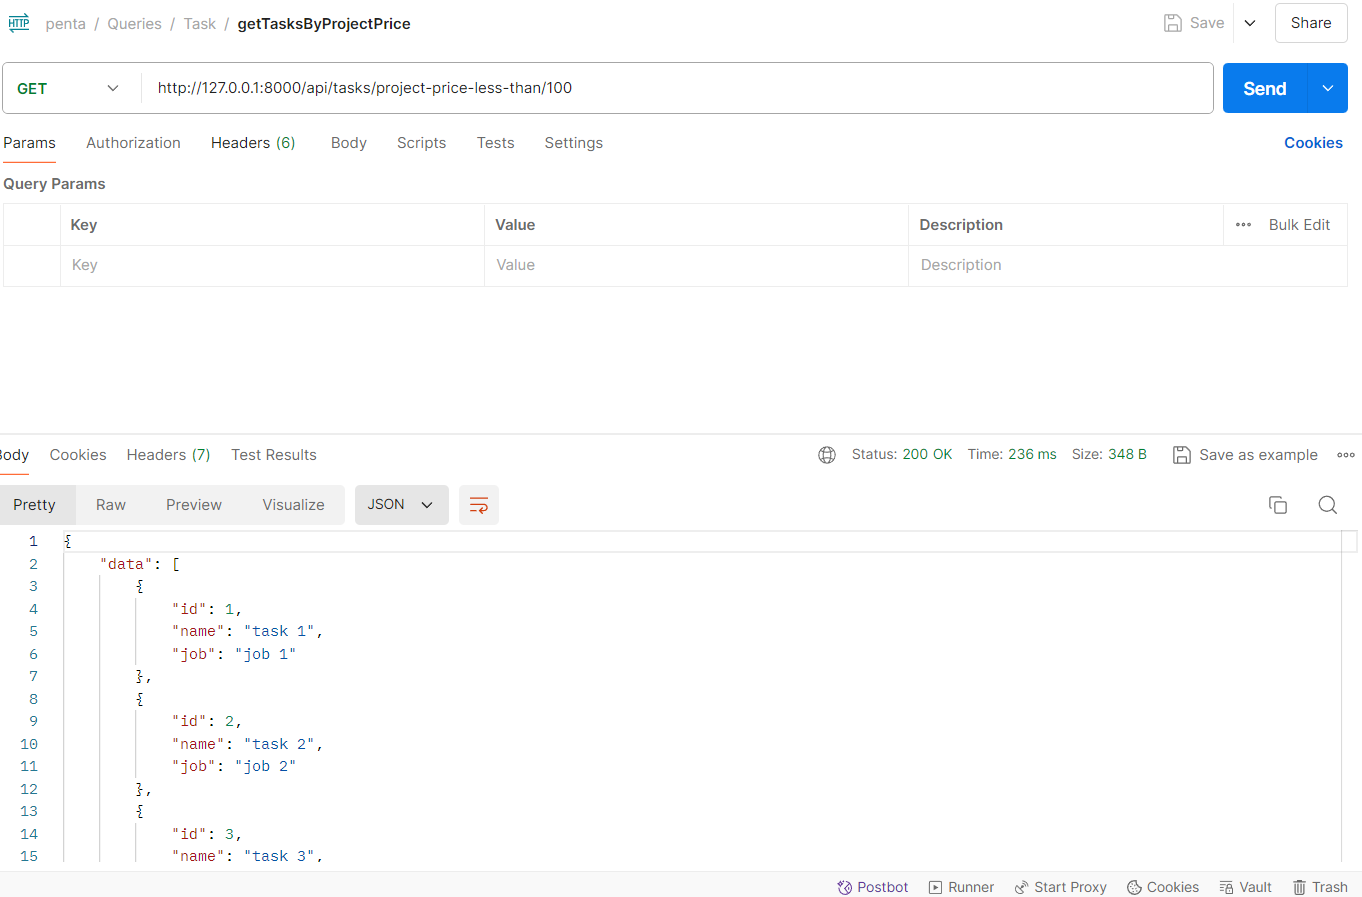 HTTP penta / Queries / Task / getTasksByProjectPrice Save Share
GET http://127.0.0.1:8000/api/tasks/project-price-less-than/100 Send
Params Authorization Headers (6) Body Scripts Tests Settings Cookies
Query Params
Key Value Description ••• Bulk Edit
Key Value Description
Body Cookies Headers (7) Test Results Status: 200 OK Time: 236 ms Size: 348 B Save as example
Pretty Raw Preview Visualize JSON
1 {
2 "data": [
3 {
4 "id": 1,
5 "name": "task 1",
6 "job": "job 1"
7 },
8 {
9 "id": 2,
10 "name": "task 2",
11 "job": "job 2"
12 },
13 {
14 "id": 3,
15 "name": "task 3",
Postbot Runner Start Proxy Cookies Vault Trash